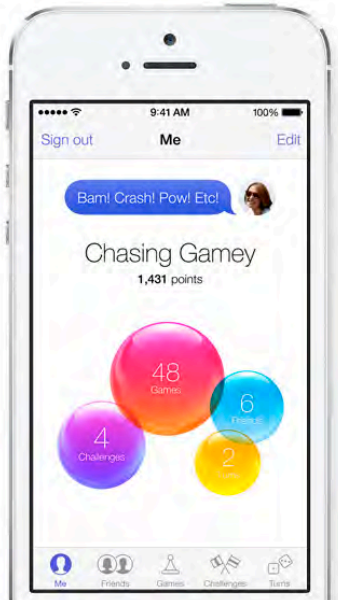 9:41 AM
100%
Sign out
Me
Edit
Bam! Crash! Pow! Etc!
Chasing Gamey
1,431 points
48
Games
6
Friends
4
Challenges
2
Turns
Me
Friends
Games
Challenges
Turns